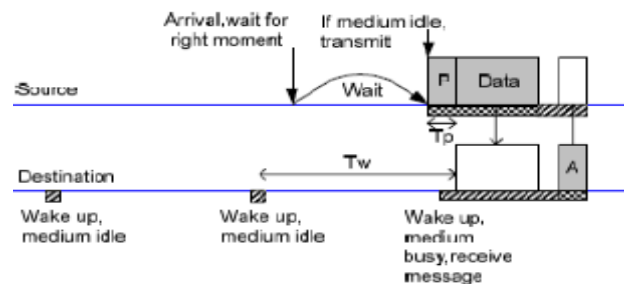 Arrival,wait for
right moment
If medium idle,
transmit
P
Data
Source
Wait
Tp
Tw
A
Destination
Wake up,
medium idle
Wake up,
medium idle
Wake up,
medium
busy,receive
message